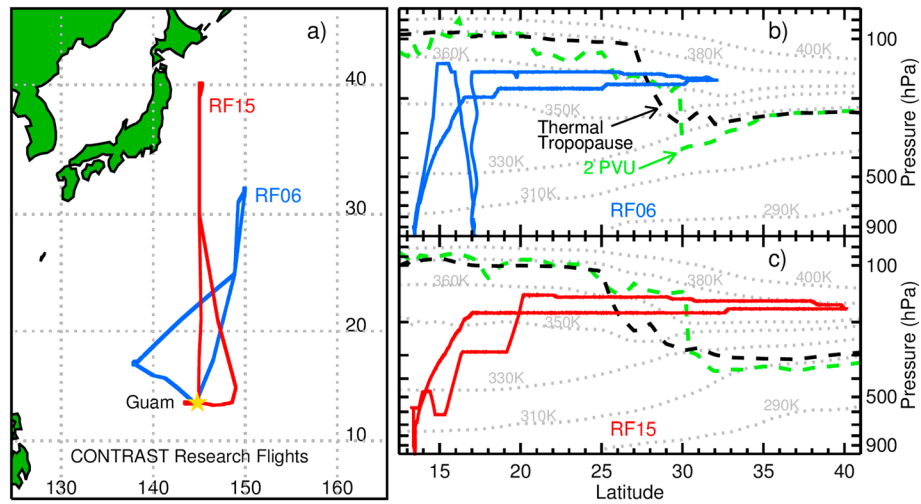 a)
40
RF15
RF06
30
20
Guam
10
CONTRAST Research Flights
130 140 150 160
b)
360K
380K
400K
100
350K
Thermal
Tropopause
330K
2 PVU
500
310K
RF06
290K
900
Pressure (hPa)
c)
360K
380K
400K
100
350K
330K
500
310K
RF15
290K
900
Pressure (hPa)
15 20 25 30 35 40
Latitude